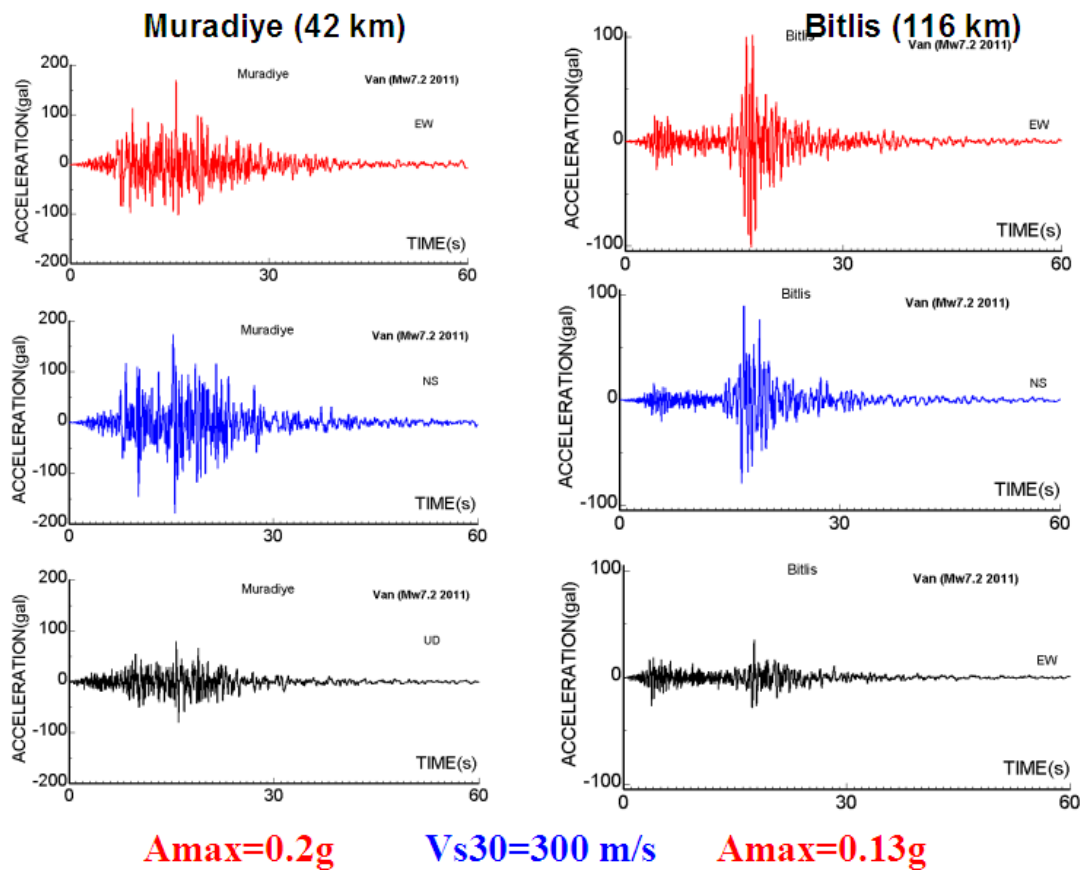 Muradiye (42 km)
Bitlis (116 km)
200
100
0
-100
-200
ACCELERATION(gal)
Muradiye
Van (Mw7.2 2011)
EW
TIME(s)
0
30
60
100
0
-100
ACCELERATION(gal)
Bitlis
Van (Mw7.2 2011)
EW
TIME(s)
0
30
60
200
100
0
-100
-200
ACCELERATION(gal)
Muradiye
Van (Mw7.2 2011)
NS
TIME(s)
0
30
60
100
0
-100
ACCELERATION(gal)
Bitlis
Van (Mw7.2 2011)
NS
TIME(s)
0
30
60
200
100
0
-100
-200
ACCELERATION(gal)
Muradiye
Van (Mw7.2 2011)
UD
TIME(s)
0
30
60
100
0
-100
ACCELERATION(gal)
Bitlis
Van (Mw7.2 2011)
EW
TIME(s)
0
30
60
Amax=0.2g
Vs30=300 m/s
Amax=0.13g